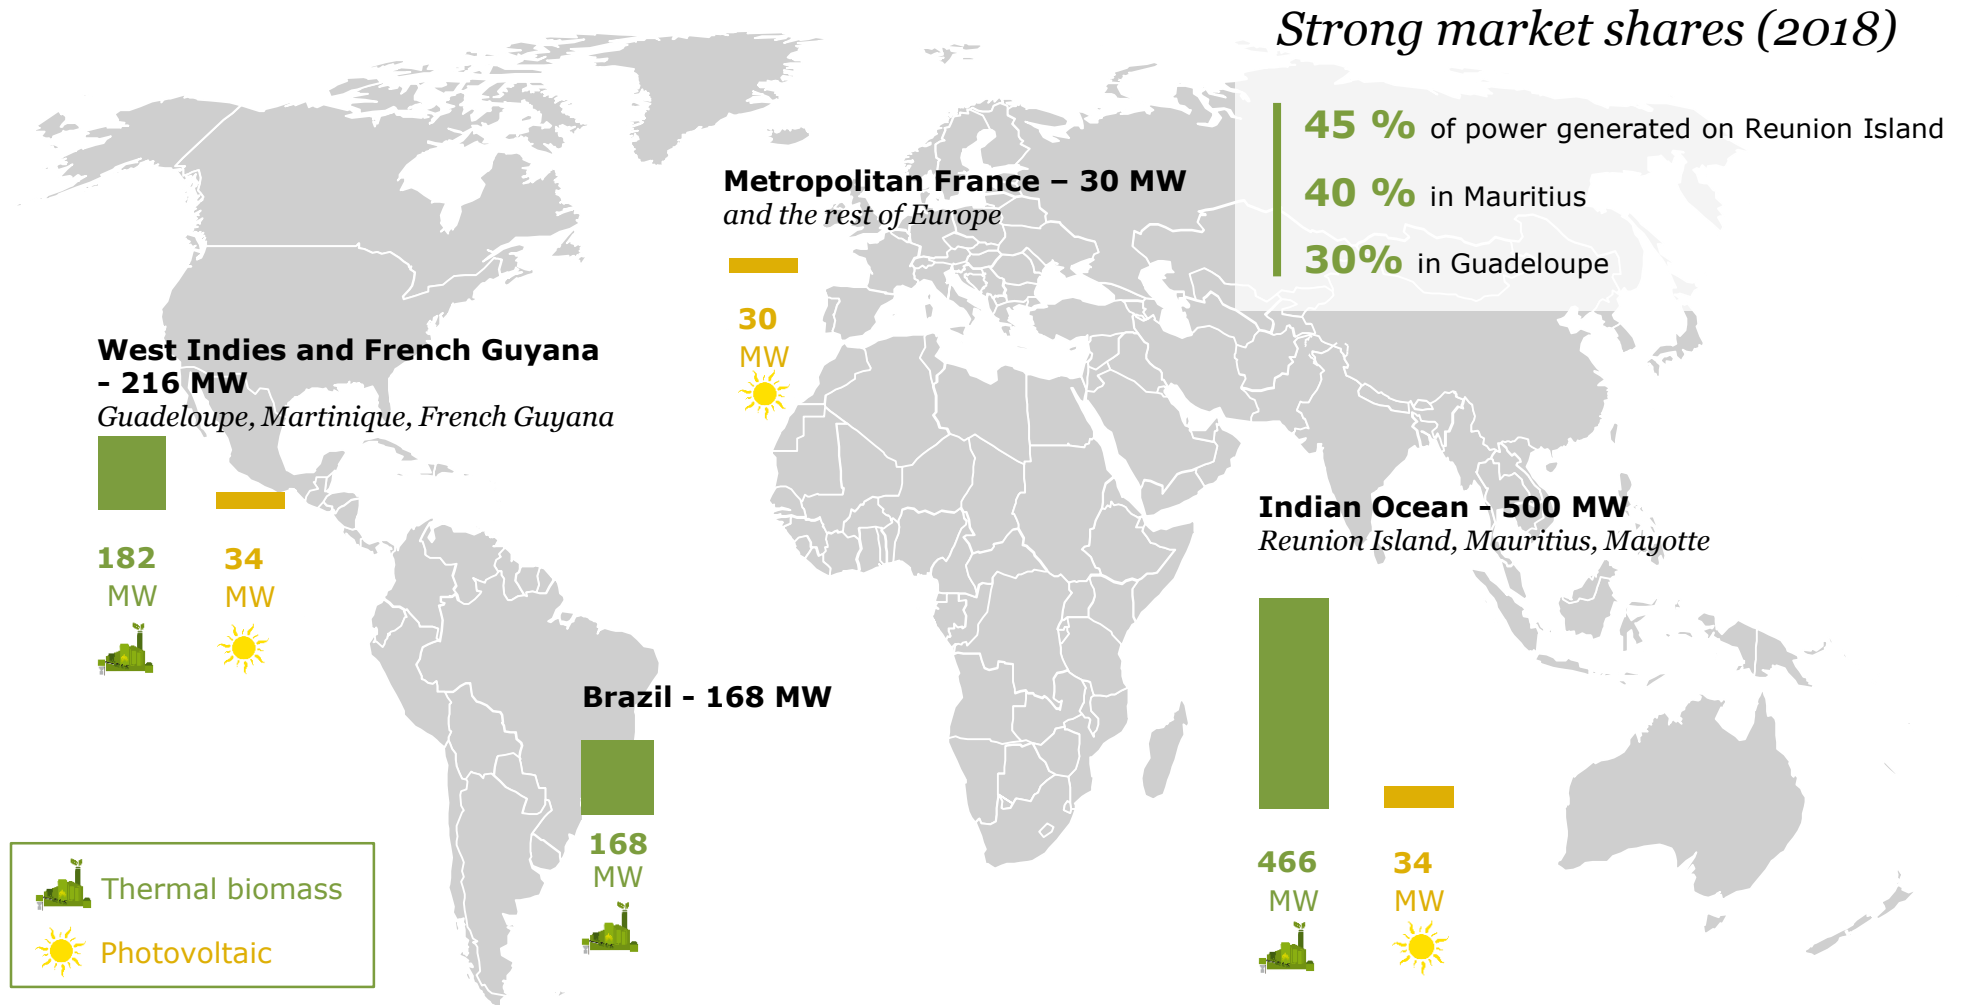 Strong market shares (2018)
45 % of power generated on Reunion Island
40 % in Mauritius
30% in Guadeloupe
Metropolitan France – 30 MW
and the rest of Europe
30
MW
West Indies and French Guyana
- 216 MW
Guadeloupe, Martinique, French Guyana
182
MW
34
MW
Indian Ocean - 500 MW
Reunion Island, Mauritius, Mayotte
466
MW
34
MW
Brazil - 168 MW
168
MW
Thermal biomass
Photovoltaic